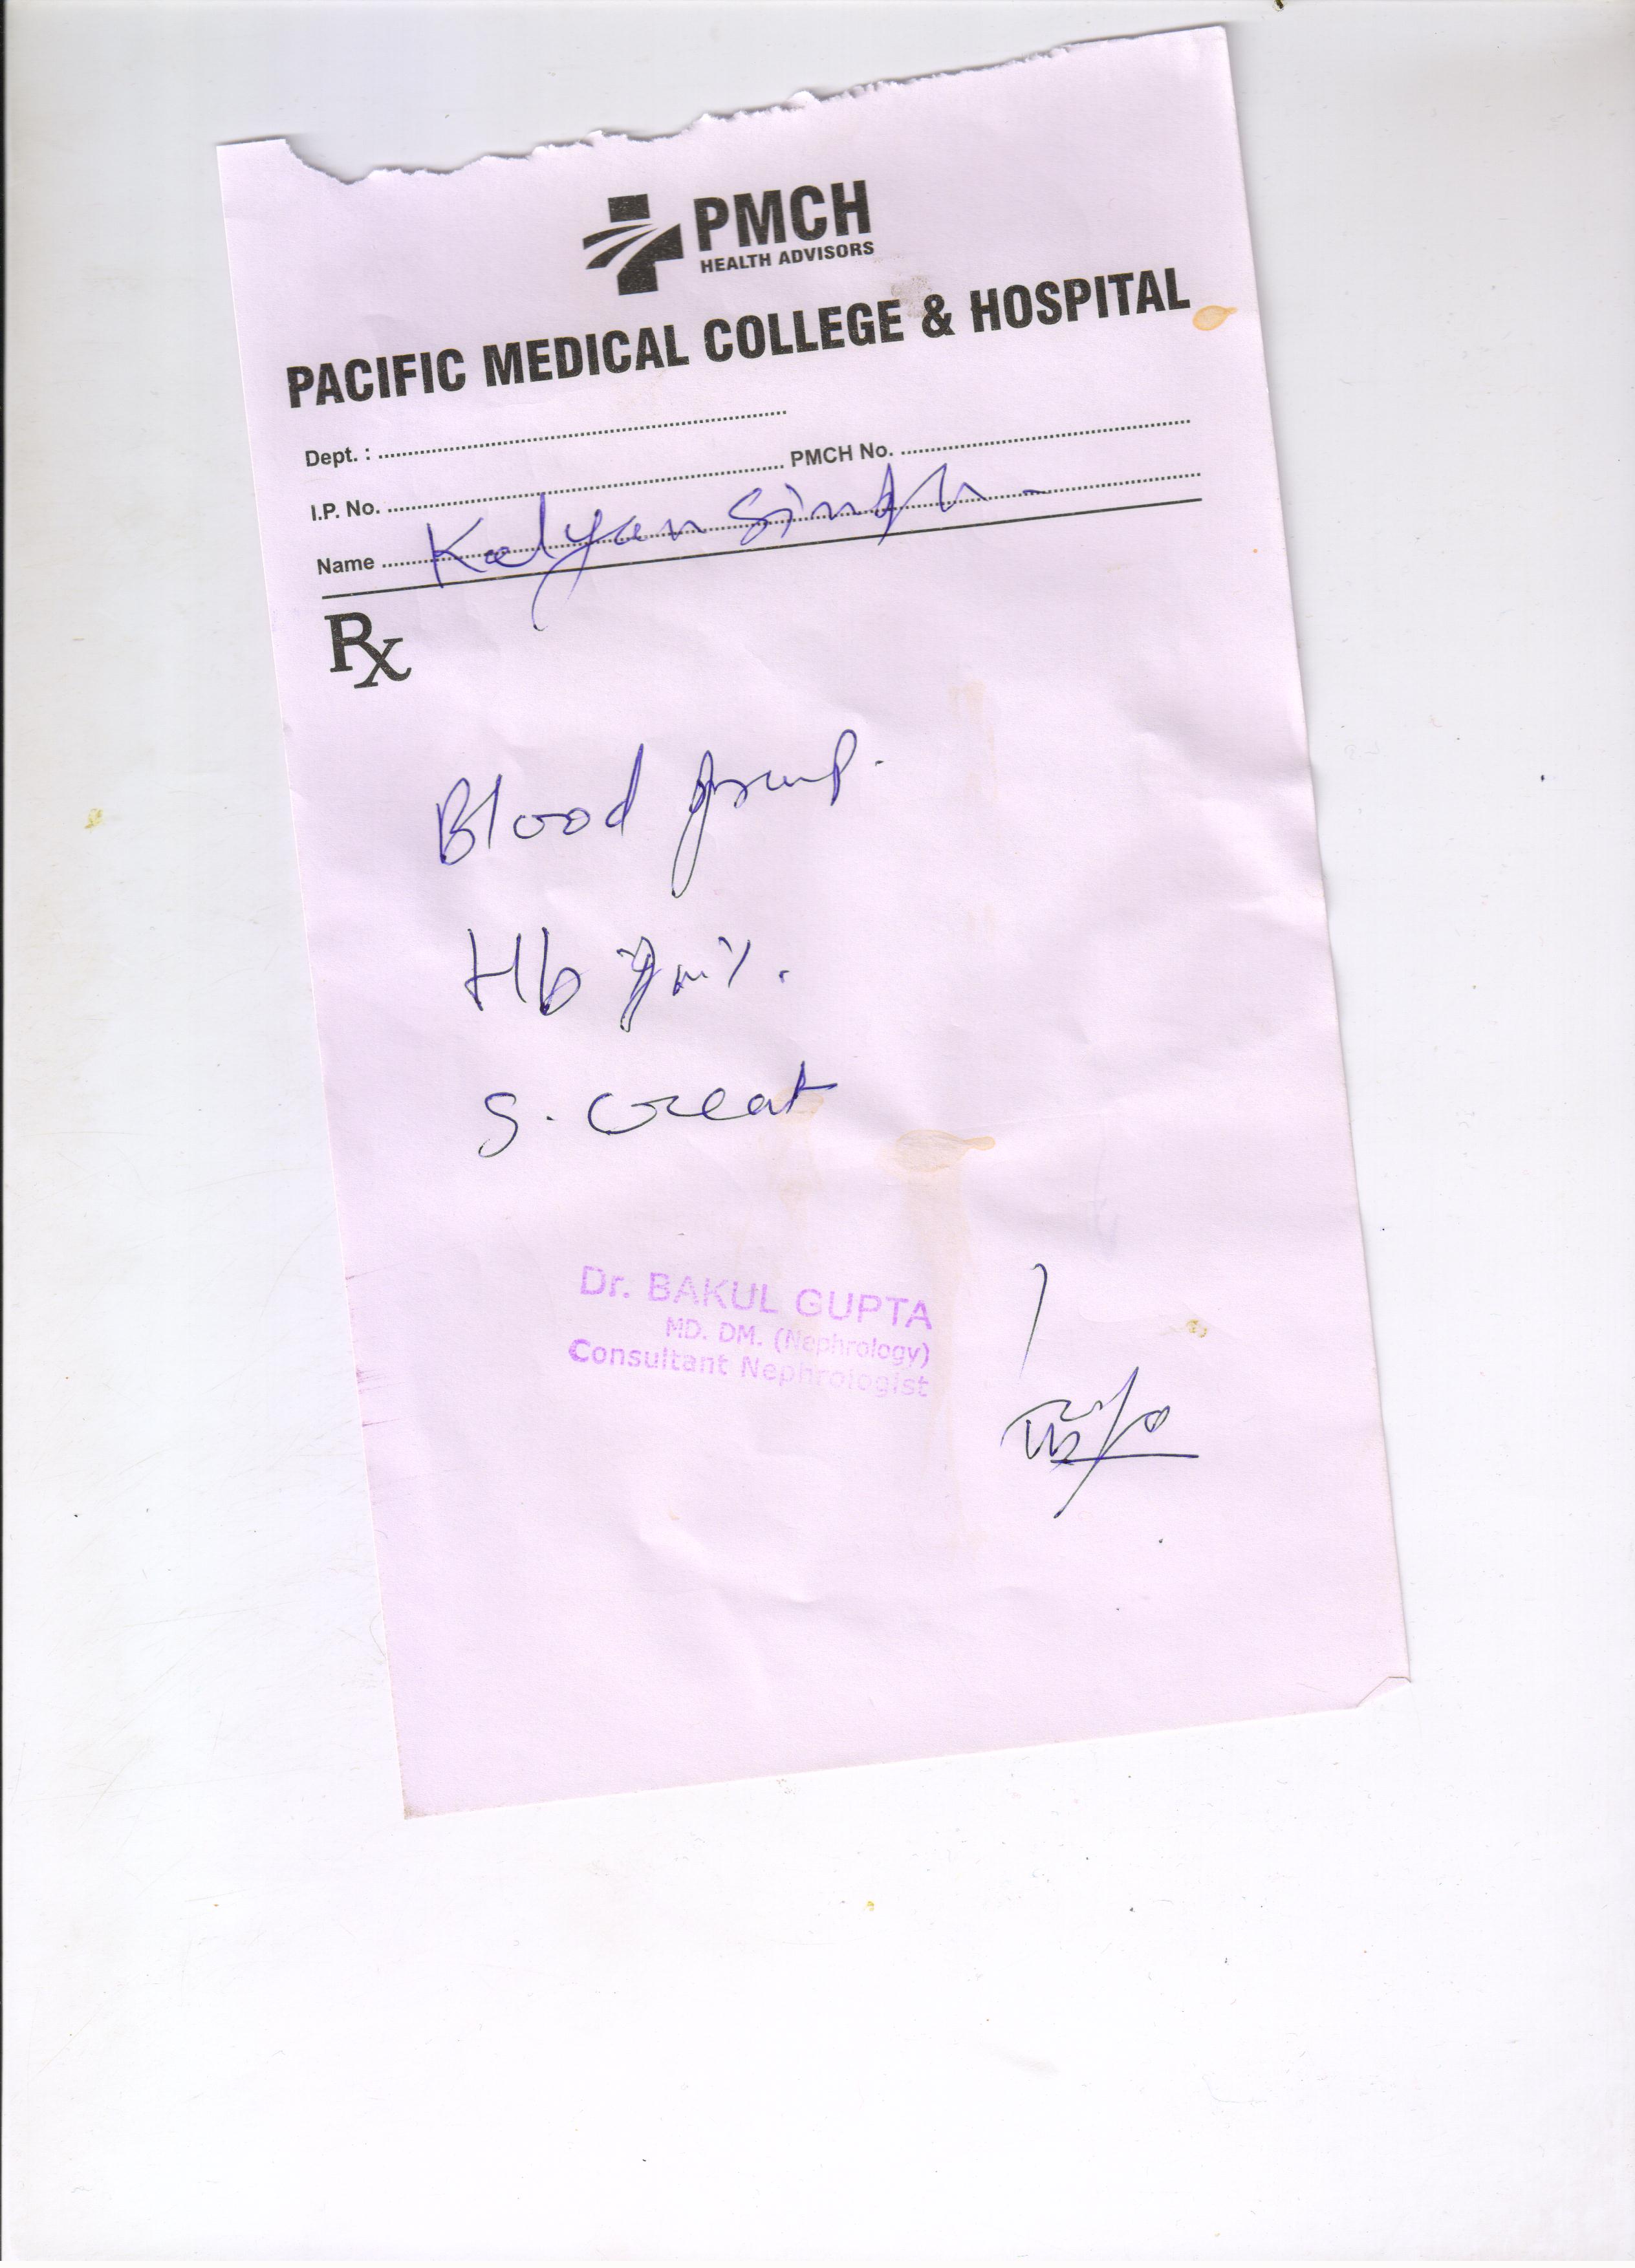 PMCH
HEALTH ADVISORS
PACIFIC MEDICAL COLLEGE & HOSPITAL
Dept. :
I.P. No. PMCH No.
Name Kalyan Singh -
Rx
Blood group.
Hb gm%.
S. Creat
Dr. BAKUL GUPTA
MD. DM. (Nephrology)
Consultant Nephrologist